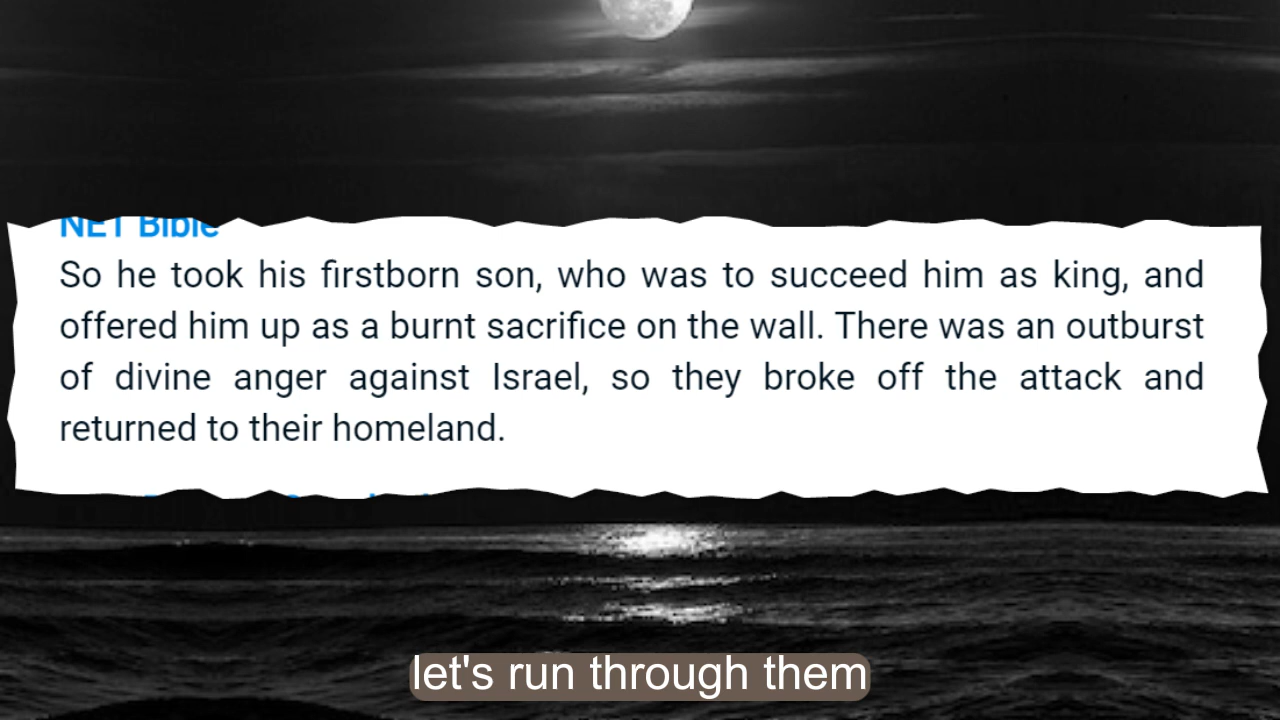 NET Bible
So he took his firstborn son, who was to succeed him as king, and
offered him up as a burnt sacrifice on the wall. There was an outburst
of divine anger against Israel, so they broke off the attack and
returned to their homeland.
let's run through them